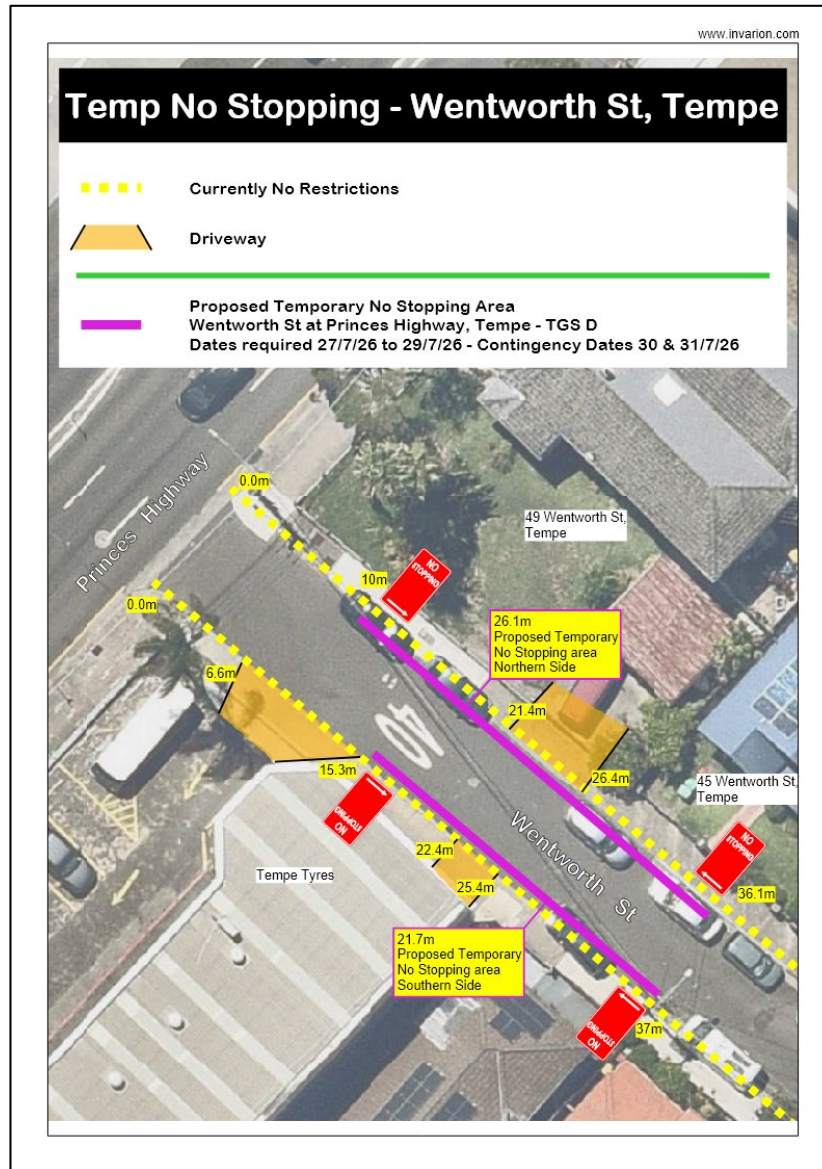 www.invarion.com
Temp No Stopping - Wentworth St, Tempe
Currently No Restrictions
Driveway
Proposed Temporary No Stopping Area
Wentworth St at Princes Highway, Tempe - TGS D
Dates required 27/7/26 to 29/7/26 - Contingency Dates 30 & 31/7/26
Princes Highway
0.0m
0.0m
49 Wentworth St,
Tempe
10m
NO
STOPPING
26.1m
Proposed Temporary
No Stopping area
Northern Side
6.6m
21.4m
40
15.3m
26.4m
45 Wentworth St,
Tempe
NO
STOPPING
Wentworth St
NO
STOPPING
22.4m
Tempe Tyres
25.4m
36.1m
21.7m
Proposed Temporary
No Stopping area
Southern Side
NO
STOPPING
37m